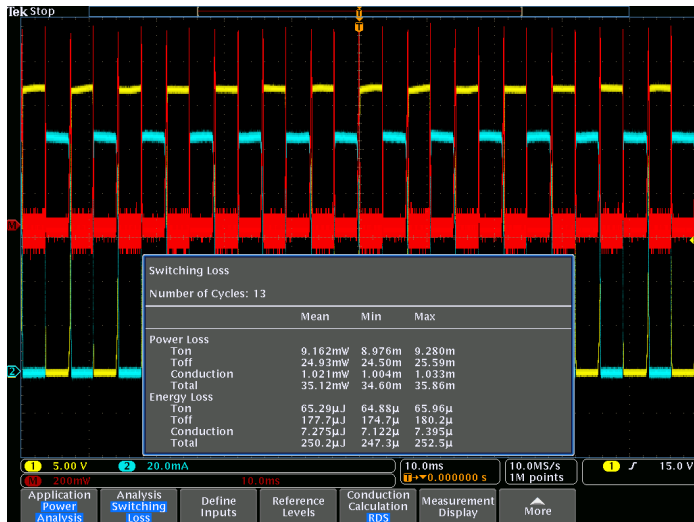 Tek Stop
T
T
M
2
Switching Loss
Number of Cycles: 13
Mean Min Max
Power Loss
Ton 9.162mW 8.976m 9.280m
Toff 24.93mW 24.50m 25.59m
Conduction 1.021mW 1.004m 1.033m
Total 35.12mW 34.60m 35.86m
Energy Loss
Ton 65.29µJ 64.88µ 65.96µ
Toff 177.7µJ 174.7µ 180.2µ
Conduction 7.275µJ 7.122µ 7.395µ
Total 250.2µJ 247.3µ 252.5µ
1 5.00 V 2 20.0mA 10.0ms 10.0MS/s 1 15.0 V
M 200mW 10.0ms T 0.000000 s 1M points
Application Power Analysis
Analysis Switching Loss
Define Inputs
Reference Levels
Conduction Calculation RDS
Measurement Display
More